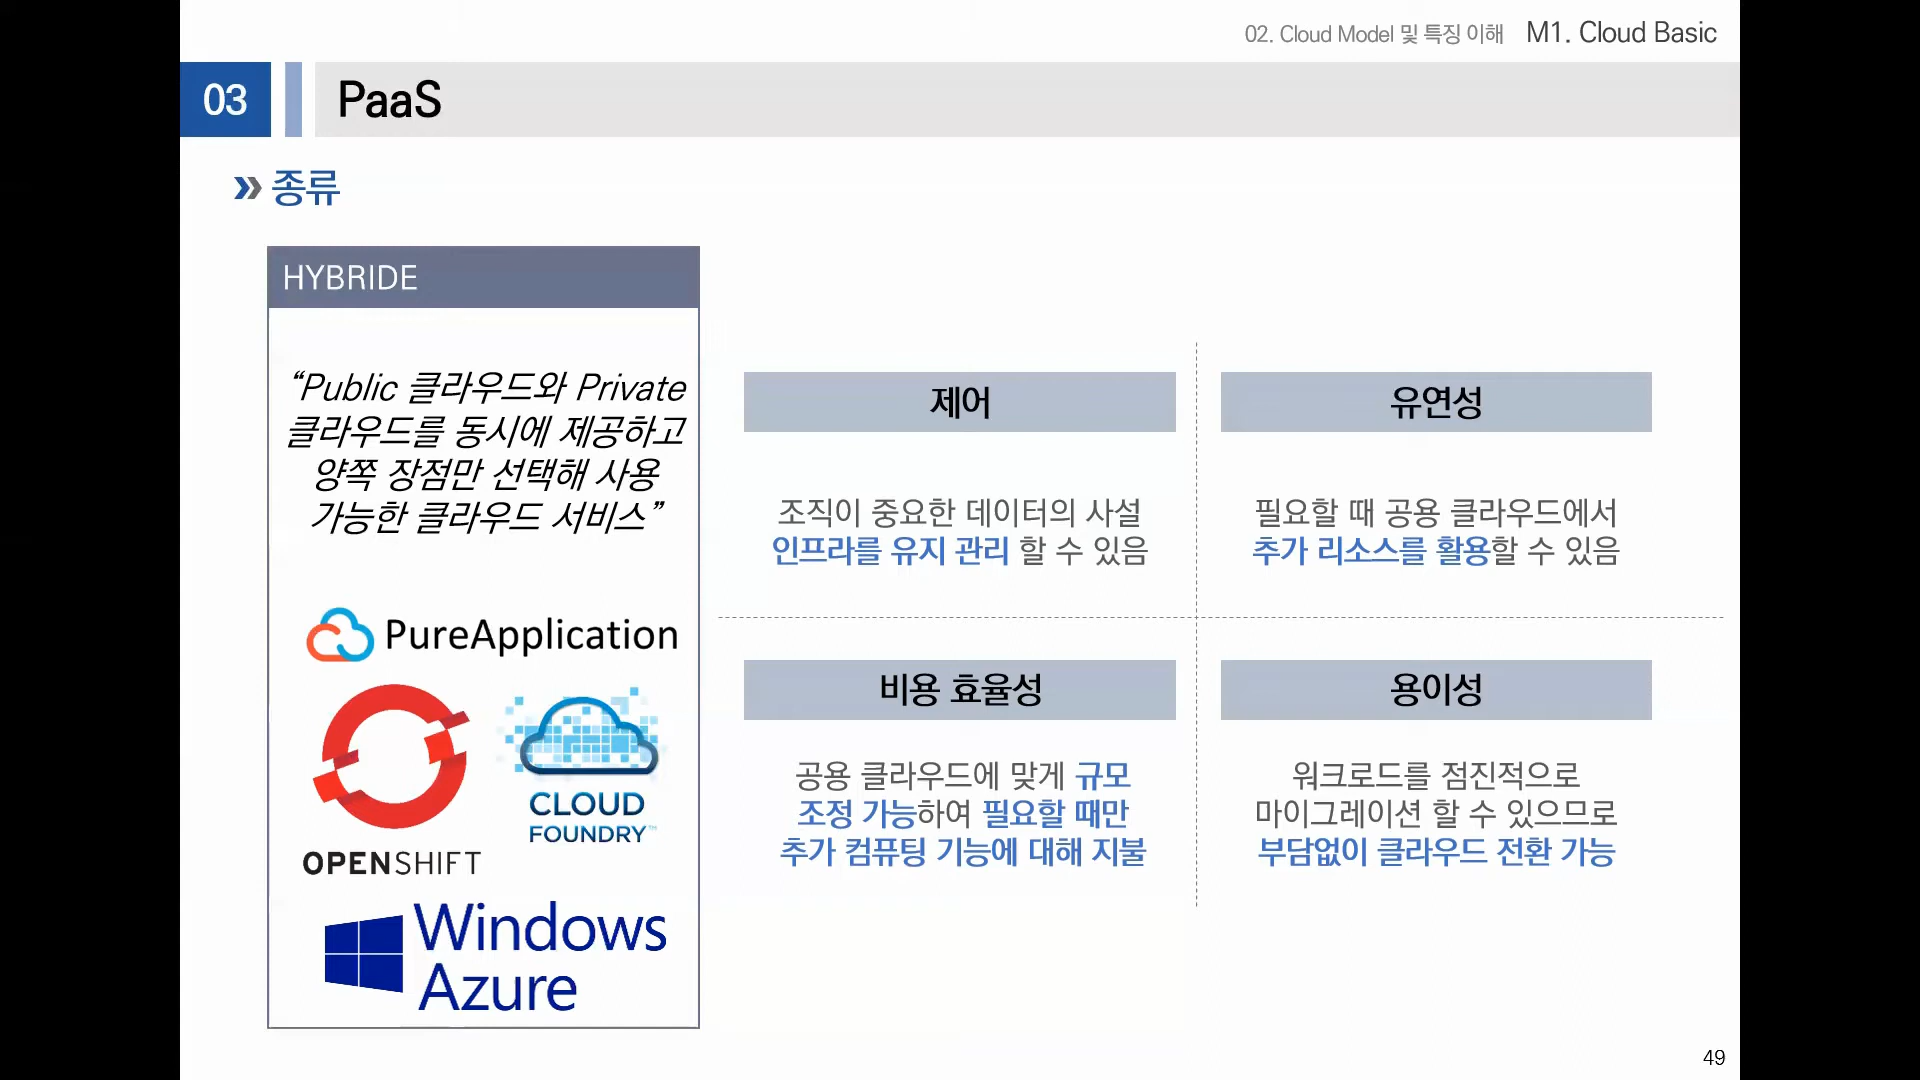 02. Cloud Model 및 특징 이해 M1. Cloud Basic
03 PaaS
종류
HYBRIDE
“Public 클라우드와 Private
클라우드를 동시에 제공하고
양쪽 장점만 선택해 사용
가능한 클라우드 서비스”
PureApplication
OPENSHIFT
CLOUD
FOUNDRY™
Windows
Azure
제어
조직이 중요한 데이터의 사설
인프라를 유지 관리 할 수 있음
유연성
필요할 때 공용 클라우드에서
추가 리소스를 활용할 수 있음
비용 효율성
공용 클라우드에 맞게 규모
조정 가능하여 필요할 때만
추가 컴퓨팅 기능에 대해 지불
용이성
워크로드를 점진적으로
마이그레이션 할 수 있으므로
부담없이 클라우드 전환 가능
49